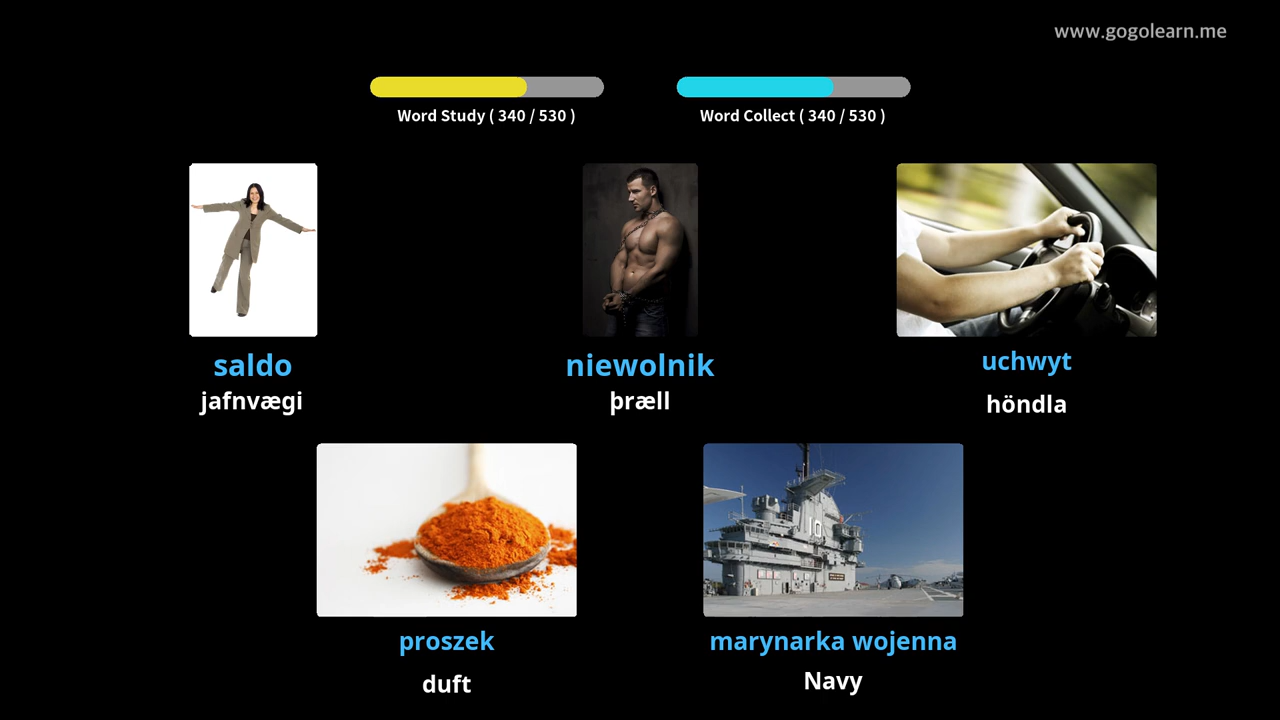 www.gogolearn.me
Word Study ( 340 / 530 )
Word Collect ( 340 / 530 )
saldo
jafnvægi
niewolnik
þræll
uchwyt
höndla
10
proszek
duft
marynarka wojenna
Navy